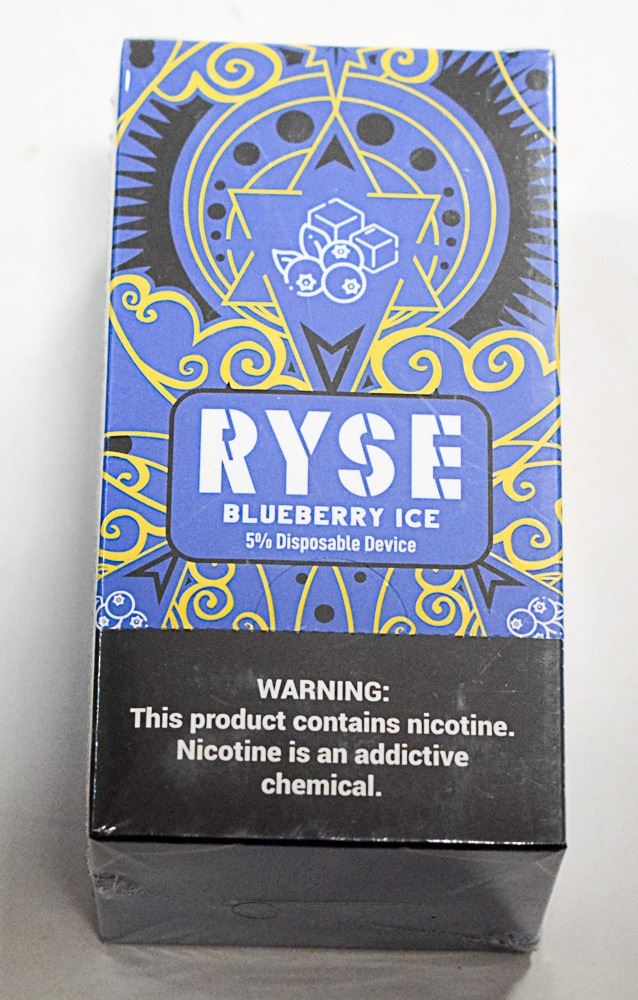 RYSE
BLUEBERRY ICE
5% Disposable Device
WARNING:
This product contains nicotine.
Nicotine is an addictive
chemical.